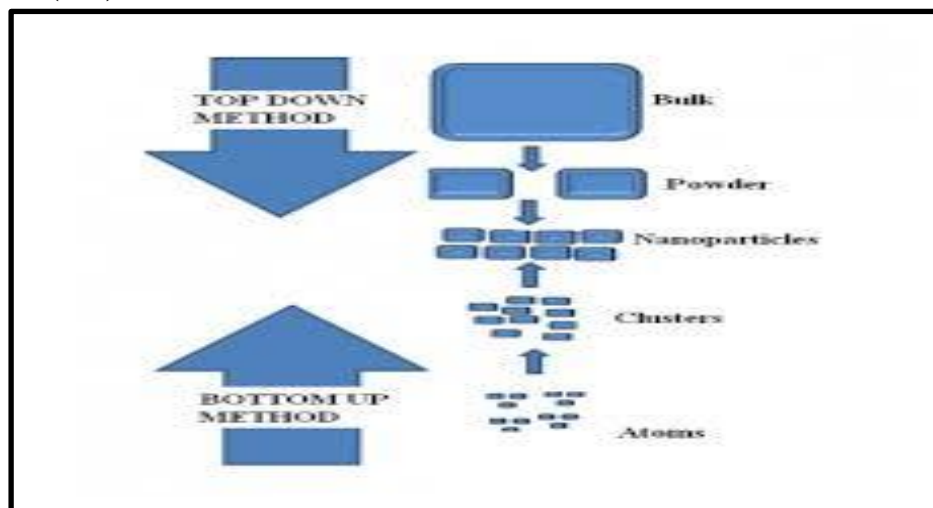 TOP DOWN
METHOD
Bulk
Powder
Nanoparticles
Clusters
BOTTOM UP
METHOD
Atoms